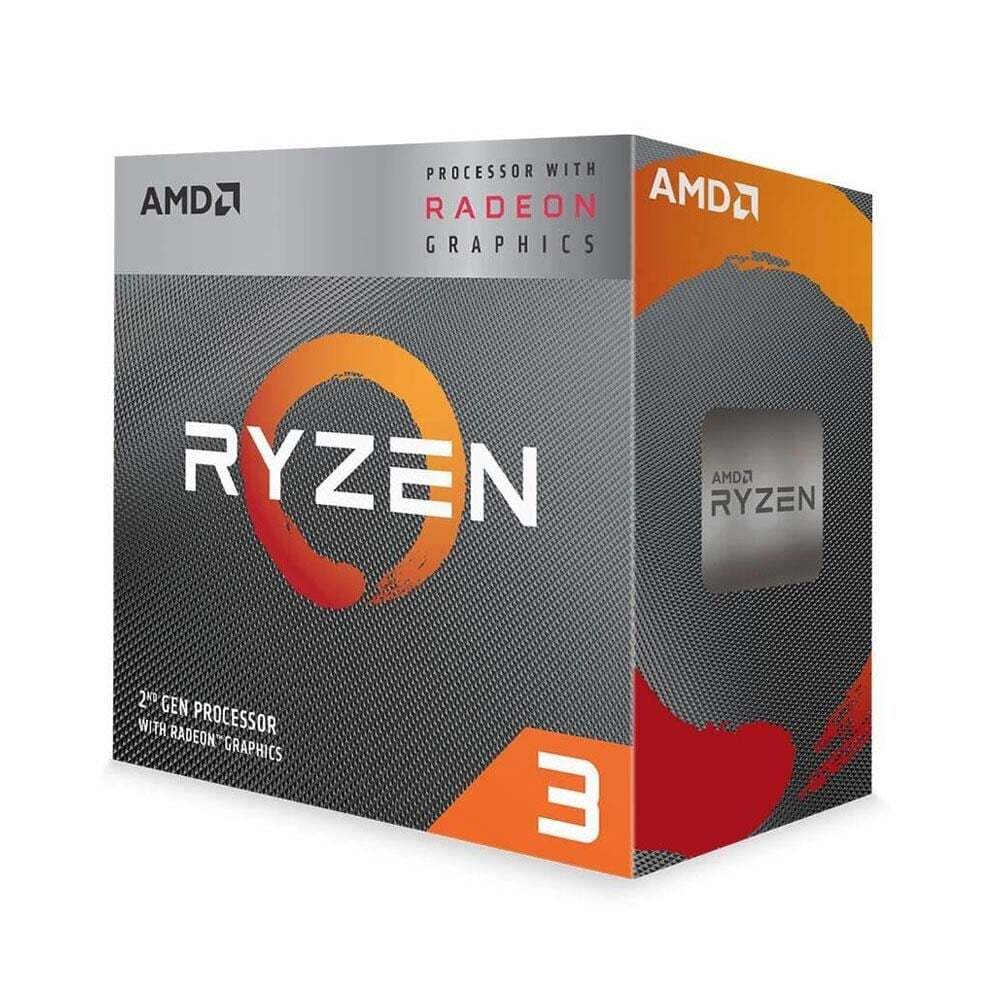 AMD
PROCESSOR WITH
RADEON
GRAPHICS
RYZEN
2ND GEN PROCESSOR
WITH RADEON™ GRAPHICS
3
AMD
AMD
RYZEN